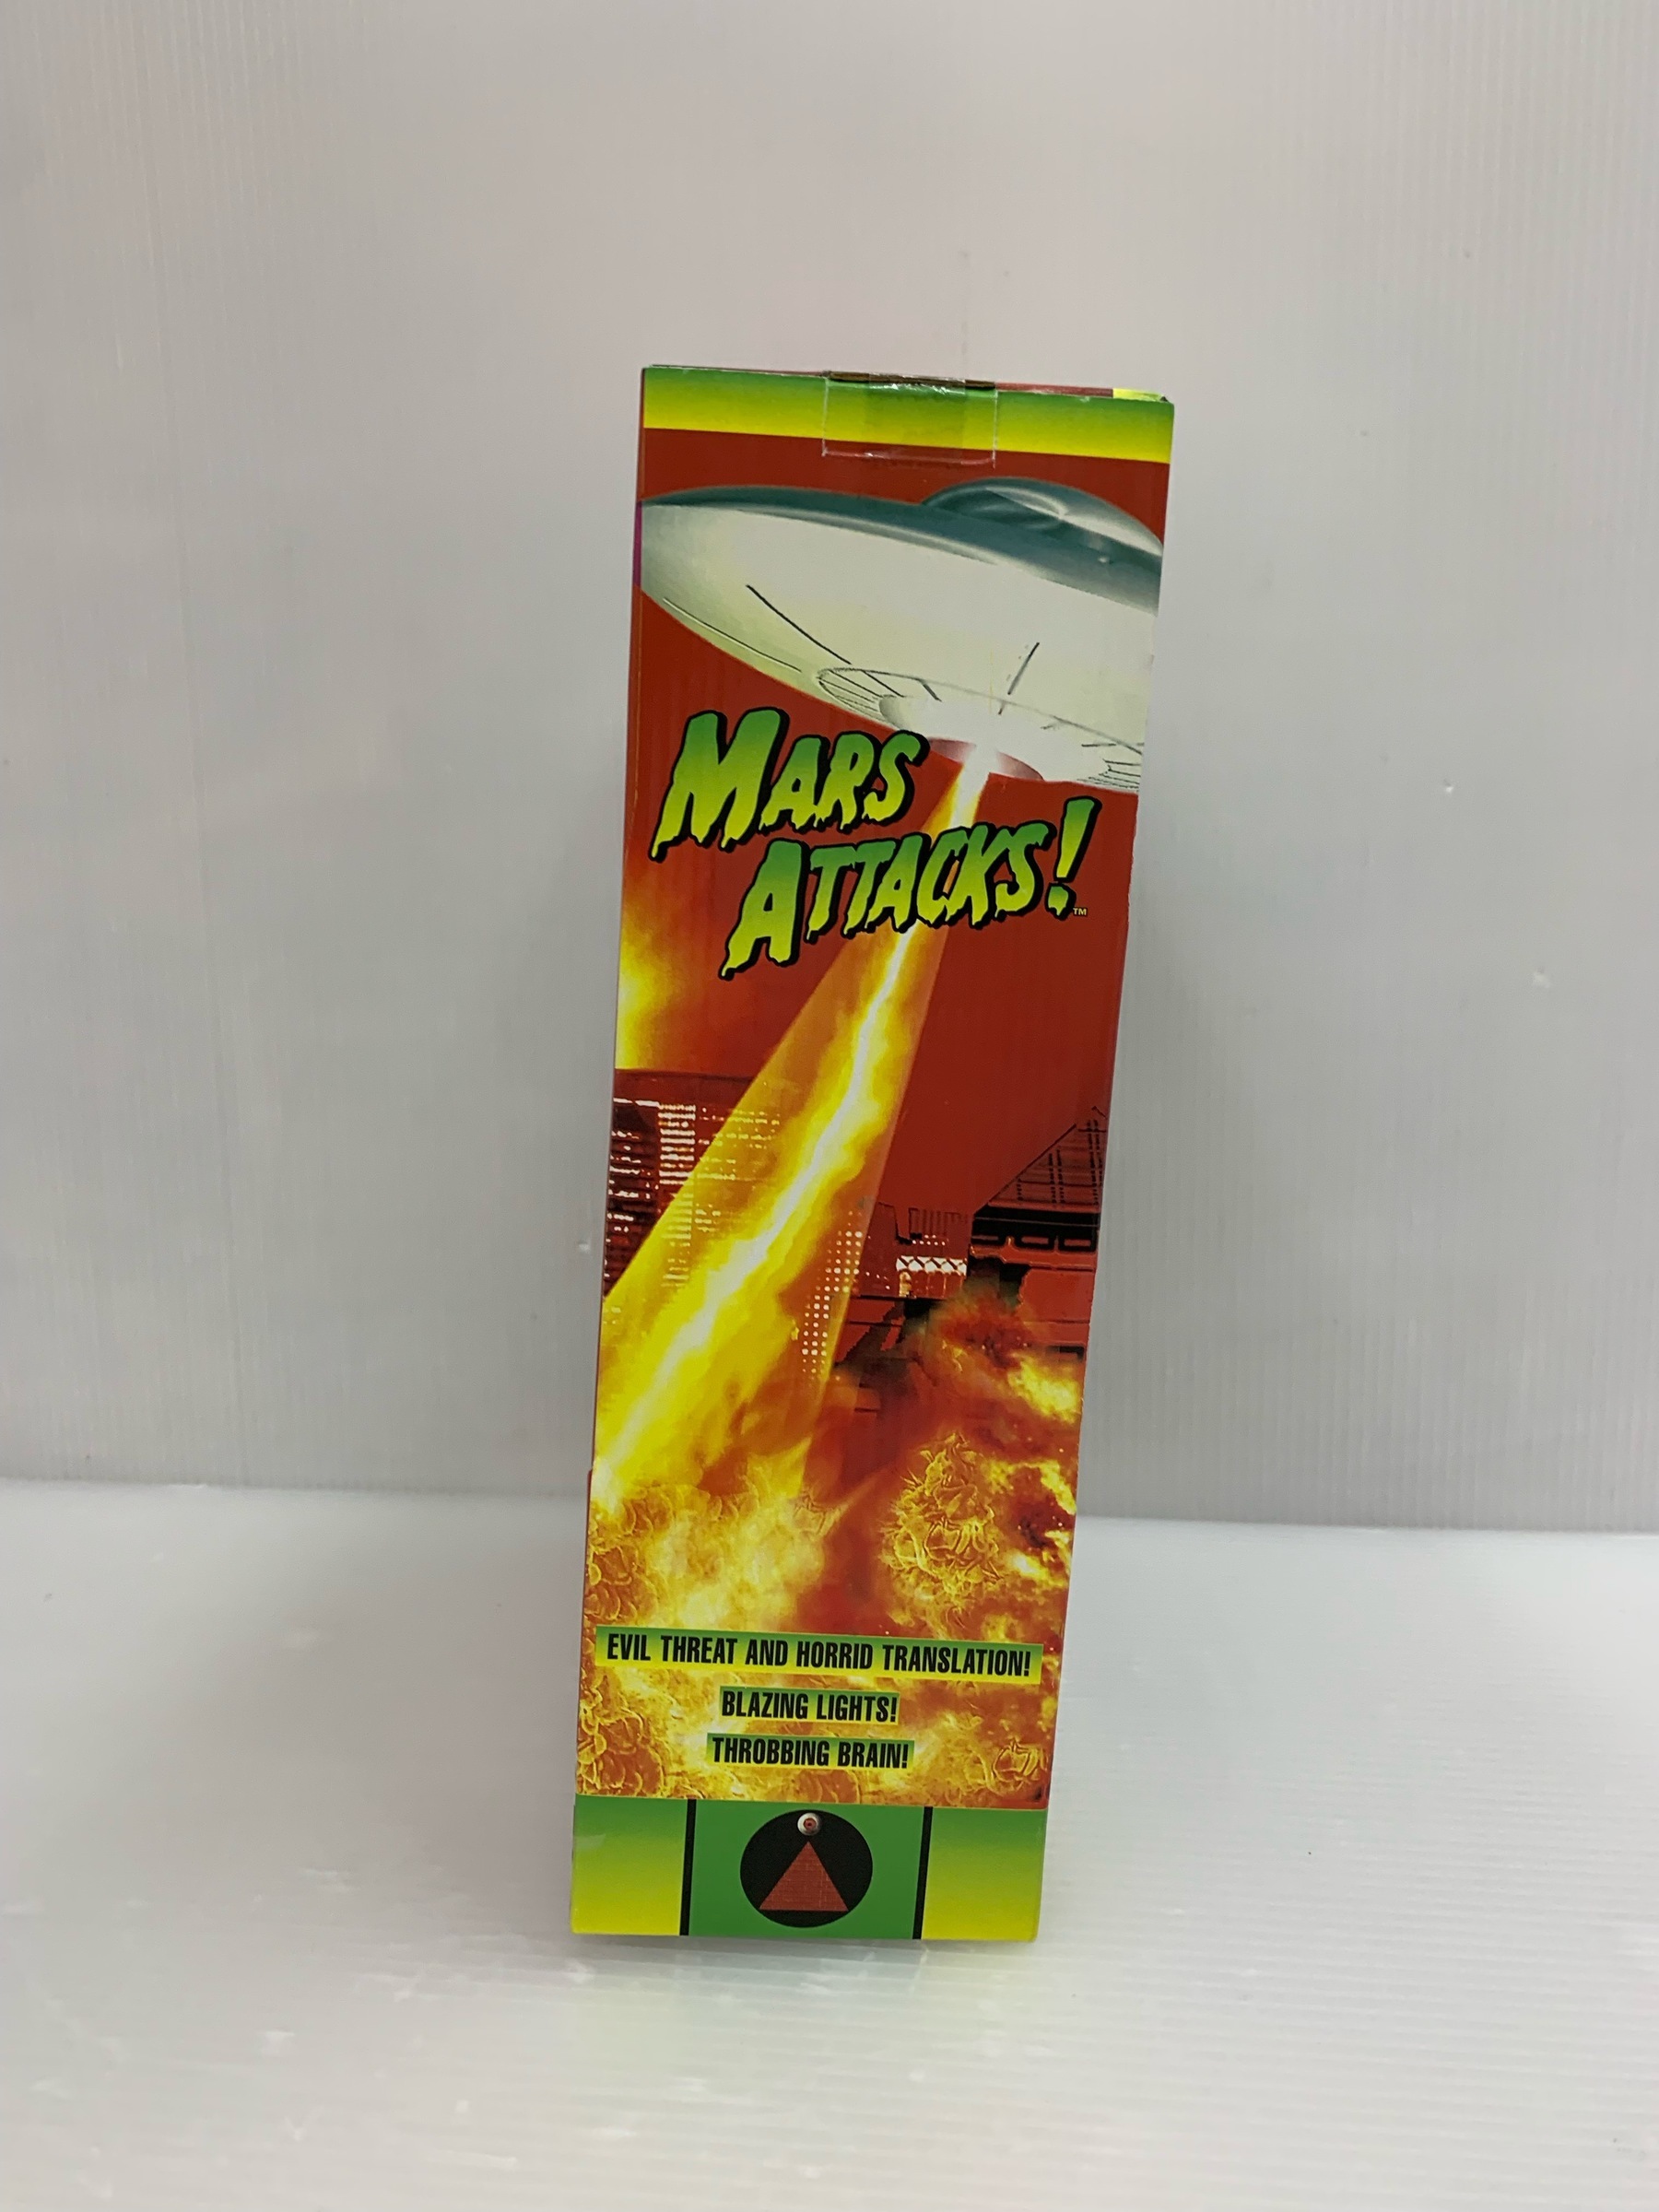 MARS
ATTACKS!™
EVIL THREAT AND HORRID TRANSLATION!
BLAZING LIGHTS!
THROBBING BRAIN!